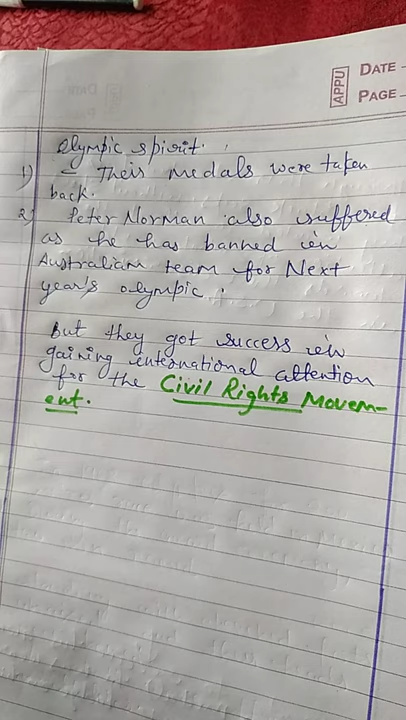 APPU
DATE -
PAGE -
Olympic spirit.
1) - Their medals were taken
back.
2) Peter Norman also suffered
as he has banned in
Australian team for Next
year's olympic.
But they got success in
gaining international attention
for the Civil Rights Movem-
ent.